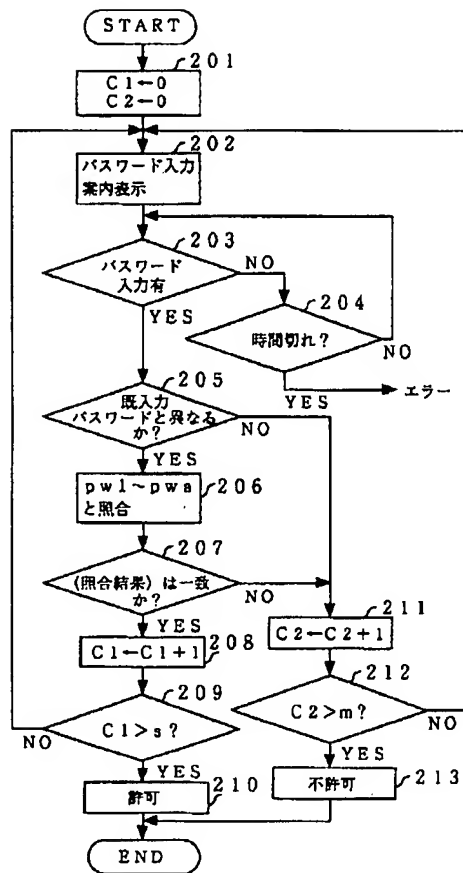 START
201
C1←0
C2←0
202
パスワード入力
案内表示
203
パスワード
入力有
NO
YES
204
時間切れ?
NO
YES
エラー
205
既入力
パスワードと異なる
か?
NO
YES
pw1~pwa
と照合
206
207
(照合結果)は一致
か?
NO
YES
C1←C1+1
208
209
C1>s?
NO
YES
許可
210
211
C2←C2+1
212
C2>m?
NO
YES
不許可
213
END